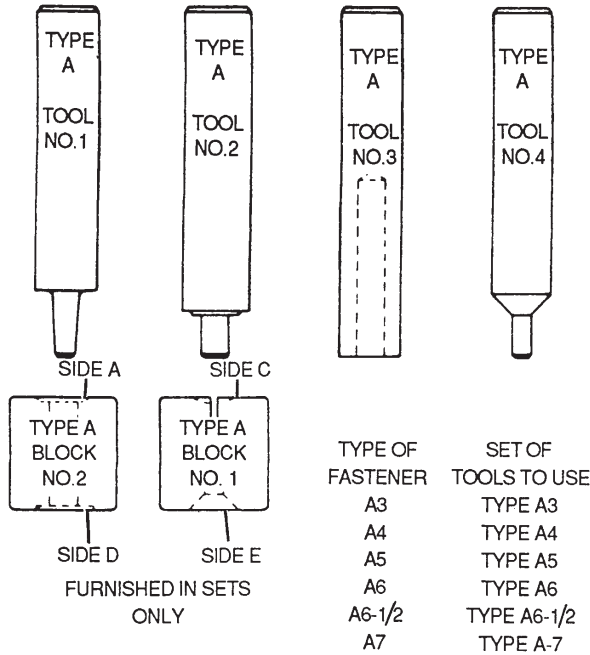 TYPE
A
TOOL
NO.1
TYPE
A
TOOL
NO.2
TYPE
A
TOOL
NO.3
TYPE
A
TOOL
NO.4
SIDE A
SIDE C
TYPE A
BLOCK
NO.2
TYPE A
BLOCK
NO. 1
SIDE D
SIDE E
FURNISHED IN SETS
ONLY
TYPE OF
FASTENER
SET OF
TOOLS TO USE
A3 TYPE A3
A4 TYPE A4
A5 TYPE A5
A6 TYPE A6
A6-1/2 TYPE A6-1/2
A7 TYPE A-7